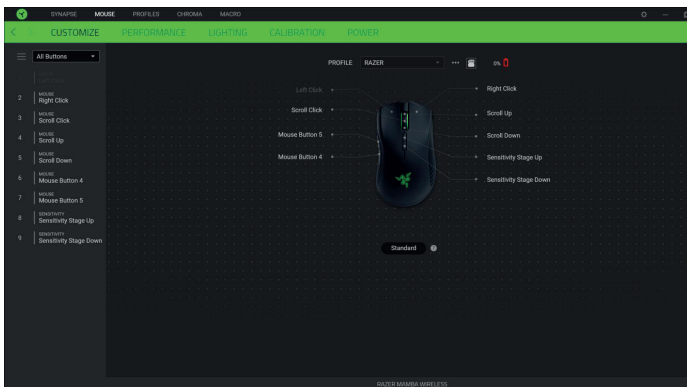 SYNAPSE MOUSE PROFILES CHROMA MACRO
CUSTOMIZE PERFORMANCE LIGHTING CALIBRATION POWER
All Buttons
PROFILE RAZER 0%
Left Click
Right Click
Scroll Click
Scroll Up
Mouse Button 5
Scroll Down
Mouse Button 4
Sensitivity Stage Up
Sensitivity Stage Down
Standard ?
2 MOUSE
Right Click
3 MOUSE
Scroll Click
4 MOUSE
Scroll Up
5 MOUSE
Scroll Down
6 MOUSE
Mouse Button 4
7 MOUSE
Mouse Button 5
8 SENSITIVITY
Sensitivity Stage Up
9 SENSITIVITY
Sensitivity Stage Down
RAZER MAMBA WIRELESS